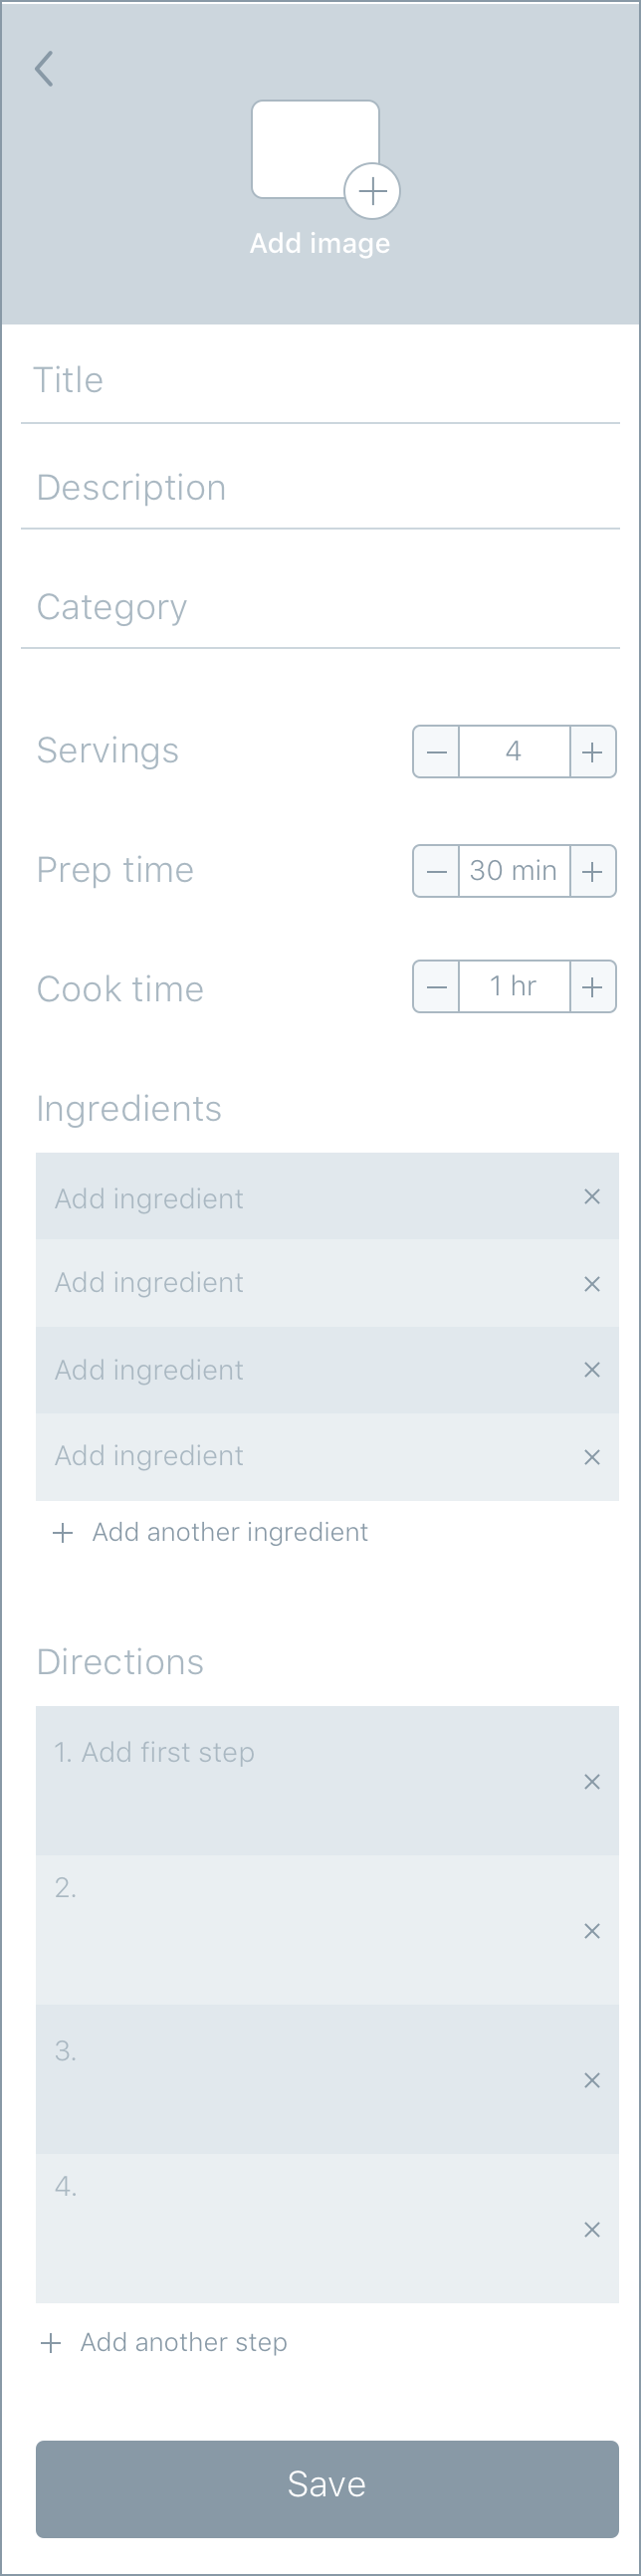 Add image
Title
Description
Category
Servings
4
Prep time
30 min
Cook time
1 hr
Ingredients
Add ingredient
Add ingredient
Add ingredient
Add ingredient
+ Add another ingredient
Directions
1. Add first step
2.
3.
4.
+ Add another step
Save